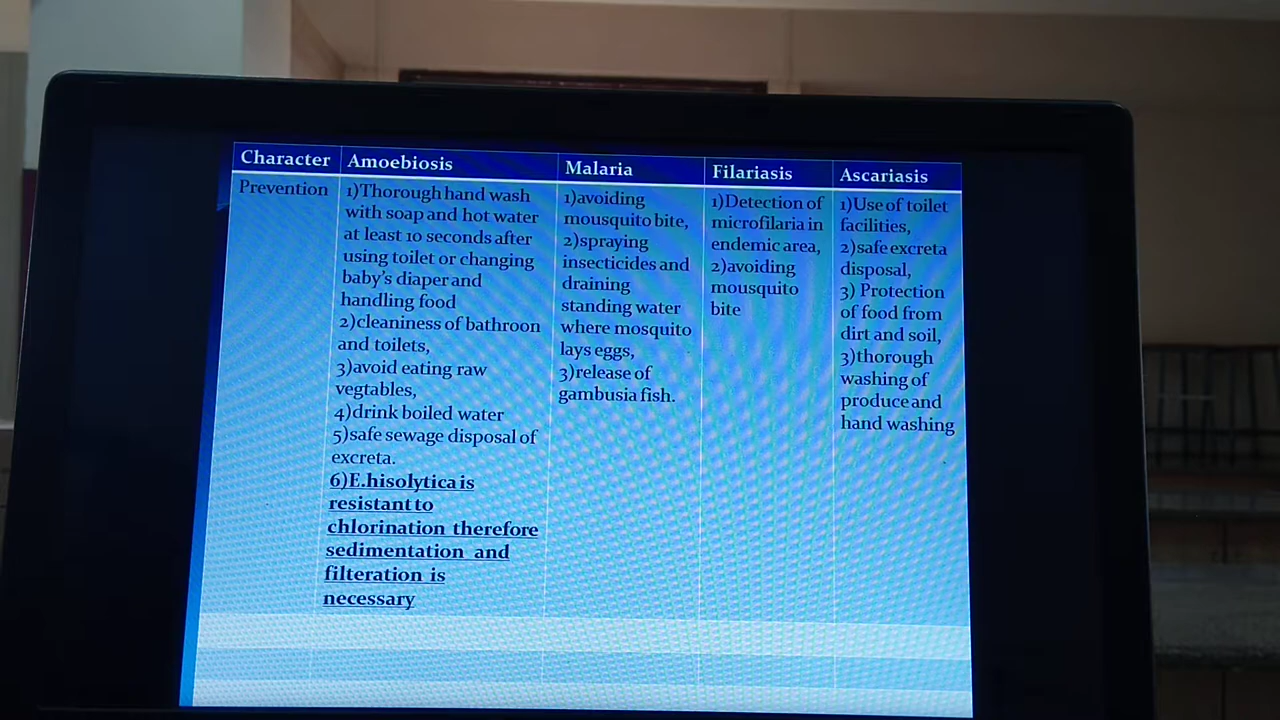 Character
Amoebiosis
Malaria
Filariasis
Ascariasis
Prevention
1)Thorough hand wash
with soap and hot water
at least 10 seconds after
using toilet or changing
baby's diaper and
handling food
2)cleaniness of bathroon
and toilets,
3)avoid eating raw
vegtables,
4)drink boiled water
5)safe sewage disposal of
excreta.
6)E.hisolytica is
resistant to
chlorination therefore
sedimentation and
filteration is
necessary
1)avoiding
mousquito bite,
2)spraying
insecticides and
draining
standing water
where mosquito
lays eggs,
3)release of
gambusia fish.
1)Detection of
microfilaria in
endemic area,
2)avoiding
mousquito
bite
1)Use of toilet
facilities,
2)safe excreta
disposal,
3) Protection
of food from
dirt and soil,
3)thorough
washing of
produce and
hand washing